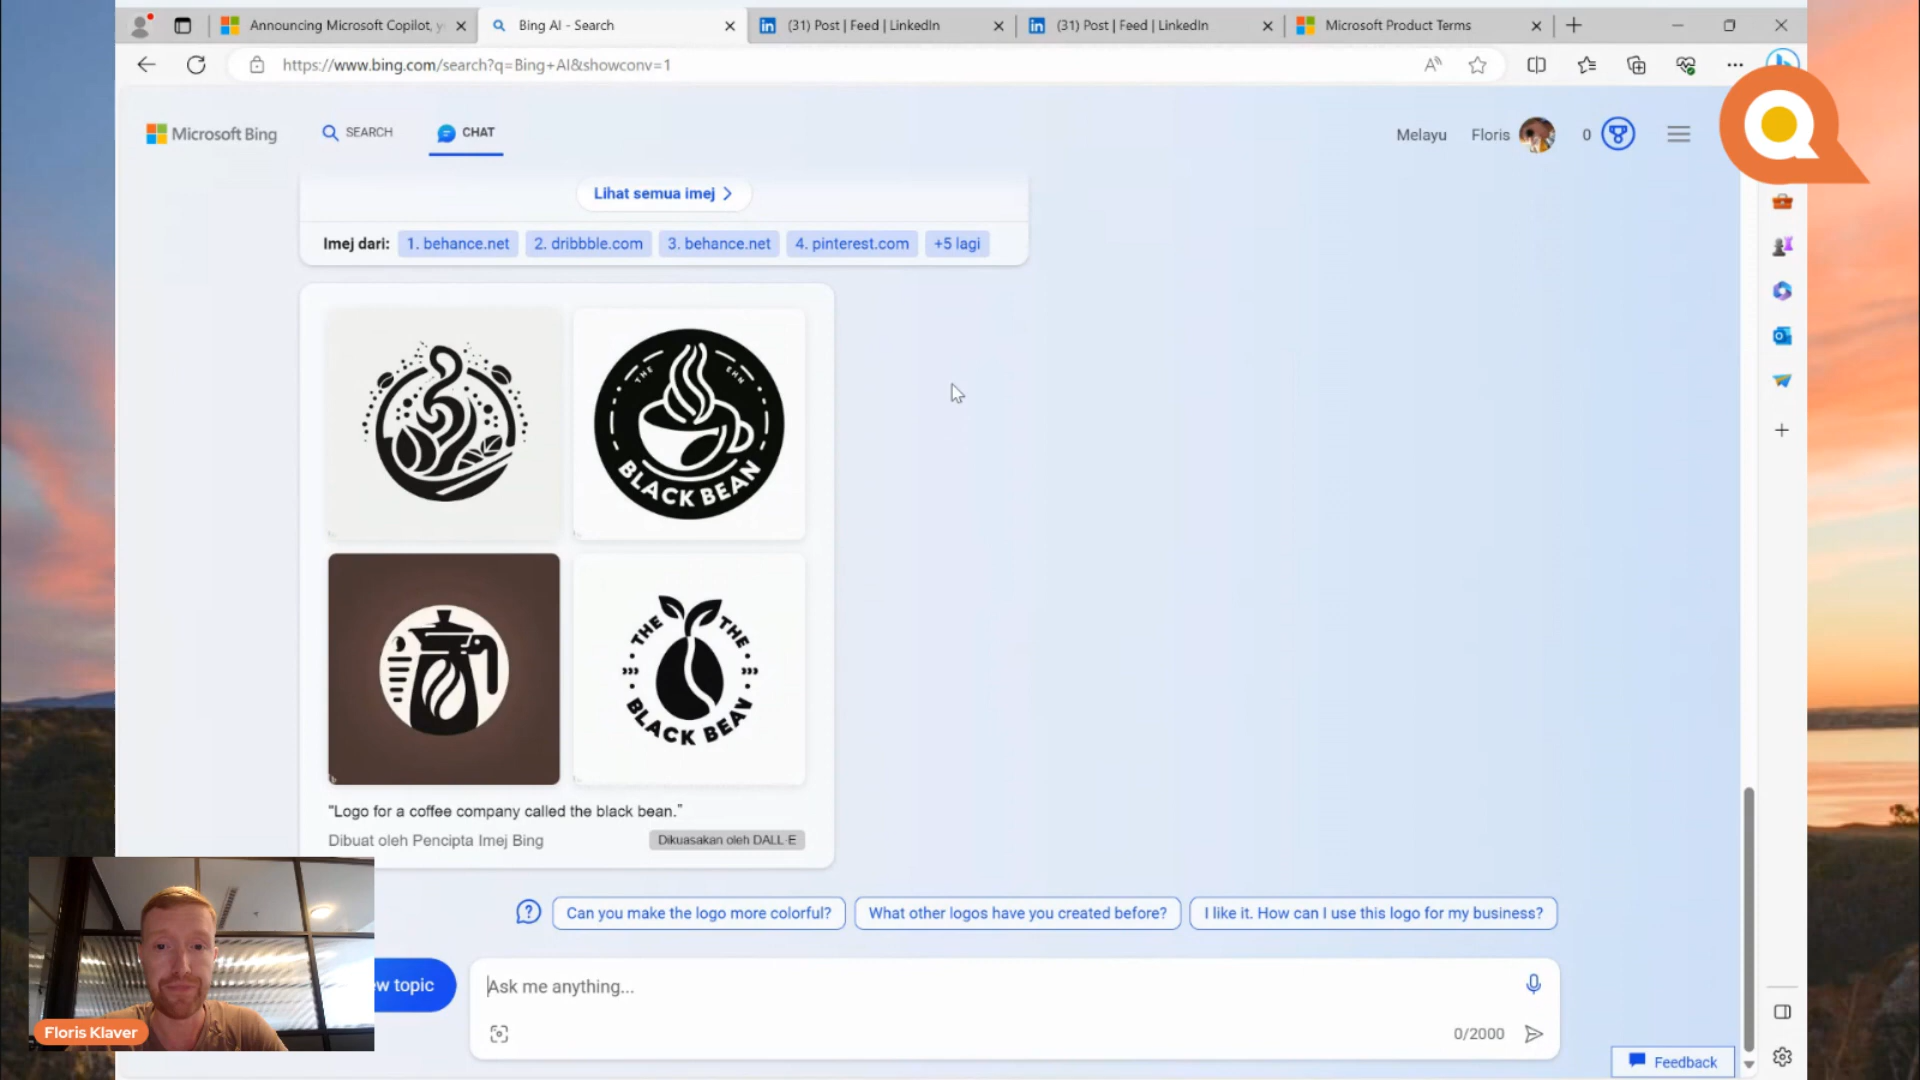 Announcing Microsoft Copilot, y
Bing AI - Search
(31) Post | Feed | LinkedIn
(31) Post | Feed | LinkedIn
Microsoft Product Terms
https://www.bing.com/search?q=Bing+AI&showconv=1
Microsoft Bing
SEARCH
CHAT
Melayu
Floris
0
Lihat semua imej
Imej dari:
1. behance.net
2. dribbble.com
3. behance.net
4. pinterest.com
+5 lagi
THE
EHN
BLACK BEAN
THE THE
BLACK BEAV
"Logo for a coffee company called the black bean."
Dibuat oleh Pencipta Imej Bing
Dikuasakan oleh DALL·E
Can you make the logo more colorful?
What other logos have you created before?
I like it. How can I use this logo for my business?
w topic
Ask me anything...
0/2000
Floris Klaver
Feedback